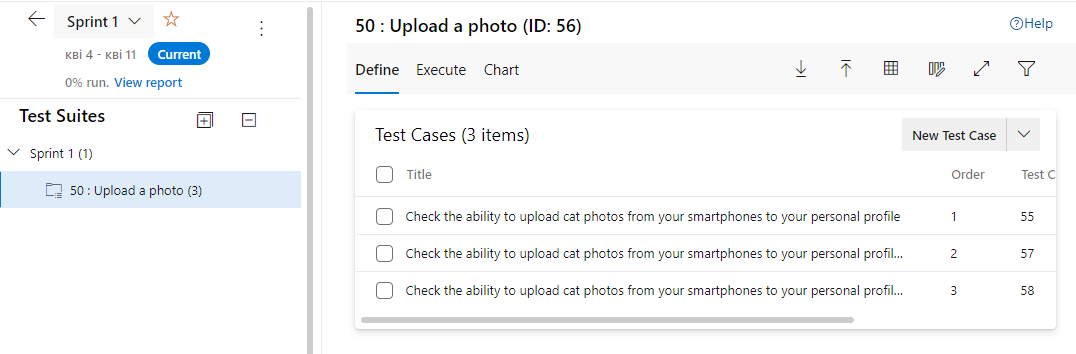 Sprint 1
кві 4 - кві 11 Current
0% run. View report
Test Suites
Sprint 1 (1)
50 : Upload a photo (3)
50 : Upload a photo (ID: 56)
Help
Define Execute Chart
Test Cases (3 items)
New Test Case
Title Order Test C
Check the ability to upload cat photos from your smartphones to your personal profile 1 55
Check the ability to upload cat photos from your smartphones to your personal profil... 2 57
Check the ability to upload cat photos from your smartphones to your personal profil... 3 58